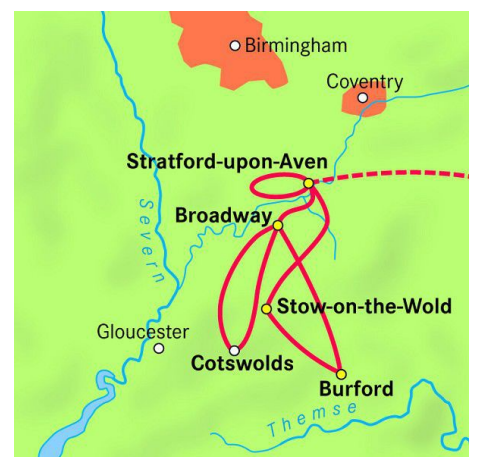 Birmingham
Coventry
Stratford-upon-Aven
Severn
Broadway
Stow-on-the-Wold
Gloucester
Cotswolds
Burford
Themse